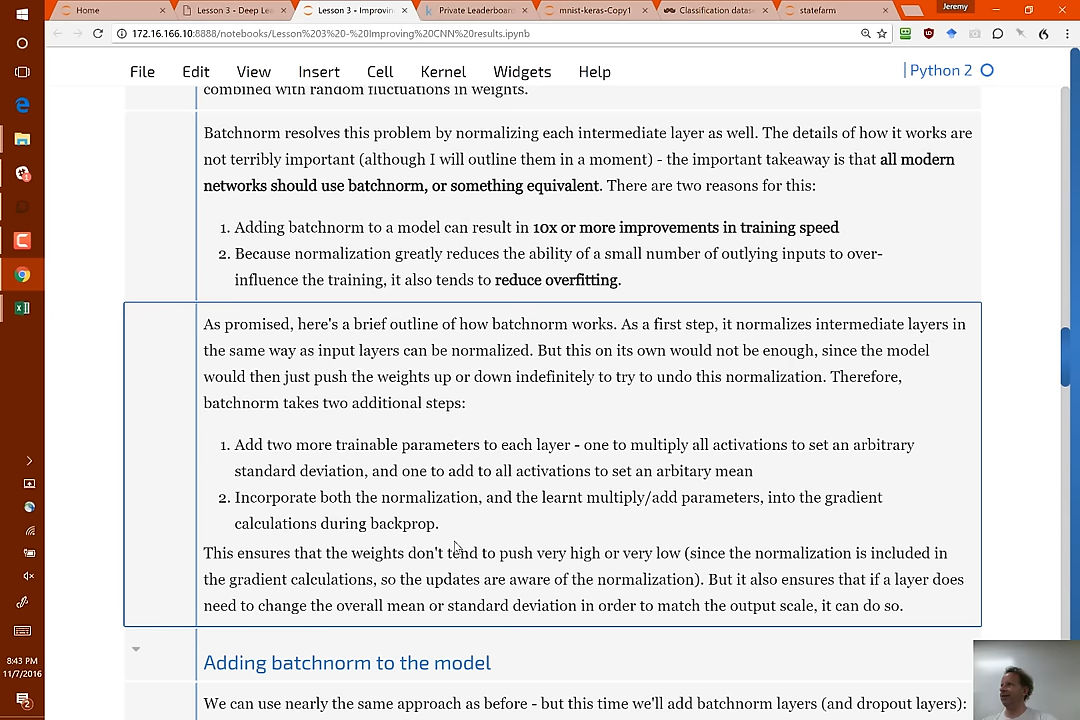 Jeremy
Home
Lesson 3 - Deep Lea
Lesson 3 - Improvin
Private Leaderboard
mnist-keras-Copy1
Classification datase
statefarm
172.16.166.10:8888/notebooks/Lesson%203%20-%20Improving%20CNN%20results.ipynb
File Edit View Insert Cell Kernel Widgets Help
Python 2
combined with random fluctuations in weights.
Batchnorm resolves this problem by normalizing each intermediate layer as well. The details of how it works are
not terribly important (although I will outline them in a moment) - the important takeaway is that all modern
networks should use batchnorm, or something equivalent. There are two reasons for this:
1. Adding batchnorm to a model can result in 10x or more improvements in training speed
2. Because normalization greatly reduces the ability of a small number of outlying inputs to over-
influence the training, it also tends to reduce overfitting.
As promised, here's a brief outline of how batchnorm works. As a first step, it normalizes intermediate layers in
the same way as input layers can be normalized. But this on its own would not be enough, since the model
would then just push the weights up or down indefinitely to try to undo this normalization. Therefore,
batchnorm takes two additional steps:
1. Add two more trainable parameters to each layer - one to multiply all activations to set an arbitrary
standard deviation, and one to add to all activations to set an arbitary mean
2. Incorporate both the normalization, and the learnt multiply/add parameters, into the gradient
calculations during backprop.
This ensures that the weights don't tend to push very high or very low (since the normalization is included in
the gradient calculations, so the updates are aware of the normalization). But it also ensures that if a layer does
need to change the overall mean or standard deviation in order to match the output scale, it can do so.
Adding batchnorm to the model
We can use nearly the same approach as before - but this time we'll add batchnorm layers (and dropout layers):
8:43 PM
11/7/2016